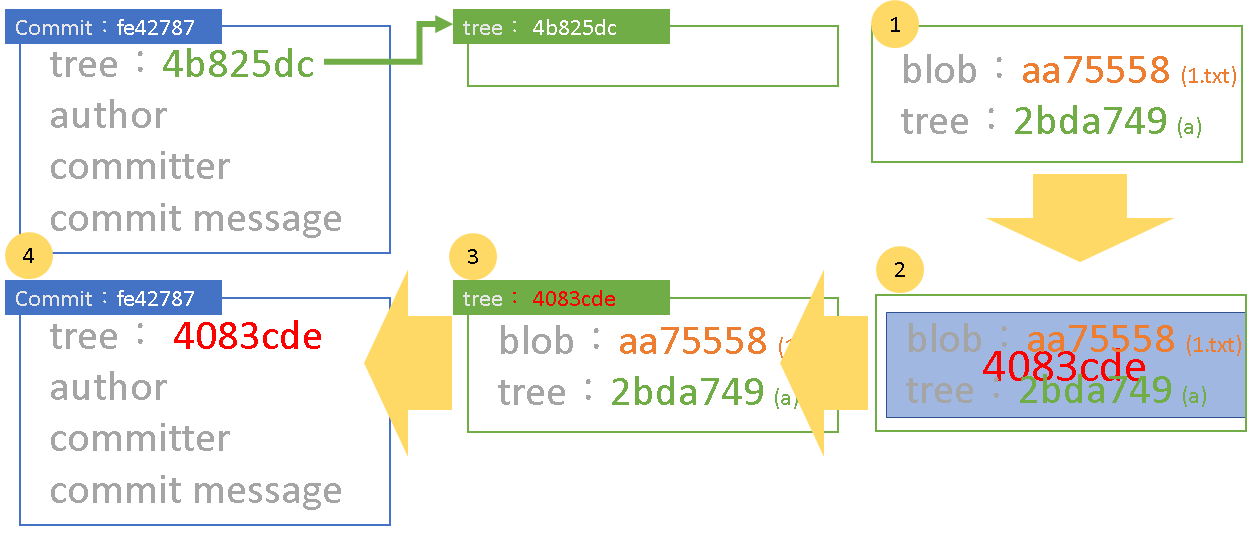 Commit：fe42787
tree：4b825dc
author
committer
commit message
tree： 4b825dc
1
blob：aa75558 (1.txt)
tree：2bda749 (a)
2
blob：aa75558 (1.txt)
4083cde
tree：2bda749 (a)
3
tree： 4083cde
blob：aa75558
tree：2bda749 (a)
4
Commit：fe42787
tree： 4083cde
author
committer
commit message